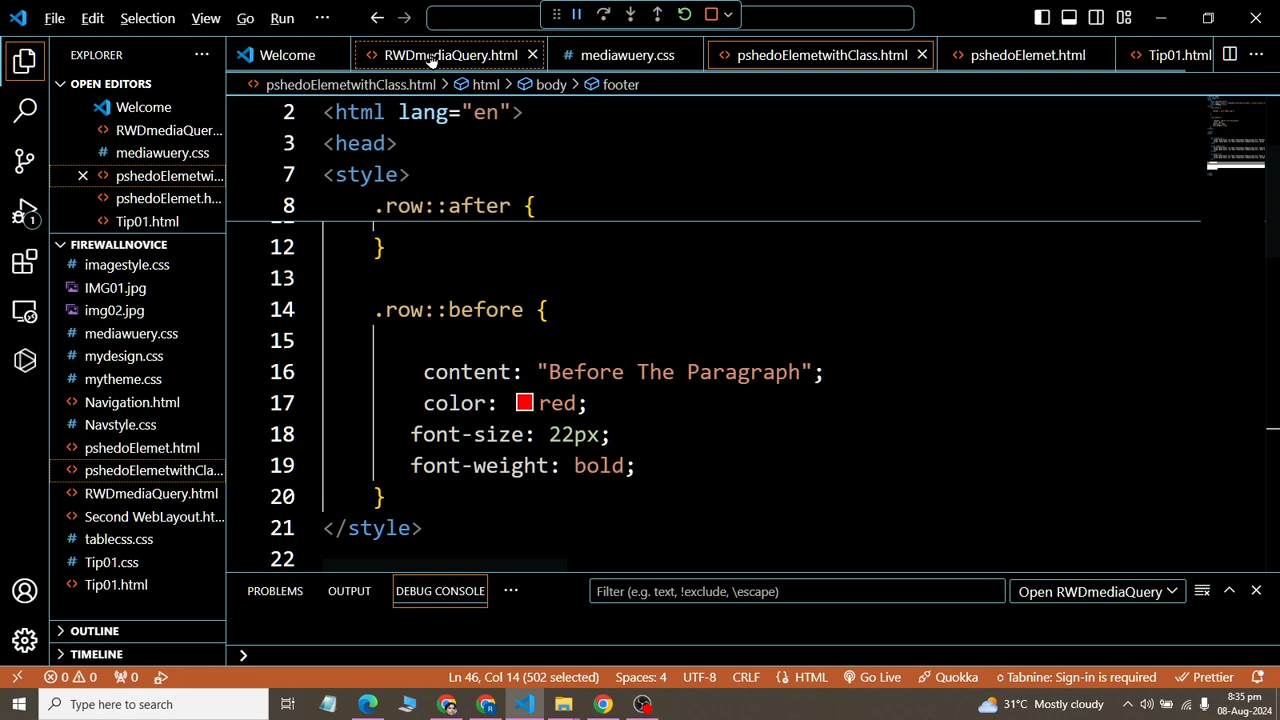 File Edit Selection View Go Run ···
EXPLORER ···
Welcome
RWDmediaQuery.html
mediawuery.css
pshedoElemetwithClass.html
pshedoElemet.html
Tip01.html
OPEN EDITORS
Welcome
RWDmediaQuer...
mediawuery.css
pshedoElemetwi...
pshedoElemet.h...
Tip01.html
FIREWALLNOVICE
imagestyle.css
IMG01.jpg
img02.jpg
mediawuery.css
mydesign.css
mytheme.css
Navigation.html
Navstyle.css
pshedoElemet.html
pshedoElemetwithCla...
RWDmediaQuery.html
Second WebLayout.ht...
tablecss.css
Tip01.css
Tip01.html
OUTLINE
TIMELINE
1
pshedoElemetwithClass.html > html > body > footer
2 <html lang="en">
3 <head>
7 <style>
8 .row::after {
12 }
13
14 .row::before {
15
16 content: "Before The Paragraph";
17 color: red;
18 font-size: 22px;
19 font-weight: bold;
20 }
21 </style>
22
PROBLEMS OUTPUT DEBUG CONSOLE ···
Filter (e.g. text, !exclude, \escape)
Open RWDmediaQuery
>
0 0 0
Ln 46, Col 14 (502 selected) Spaces: 4 UTF-8 CRLF HTML Go Live Quokka Tabnine: Sign-in is required Prettier
Type here to search
31°C Mostly cloudy
8:35 pm
08-Aug-2024